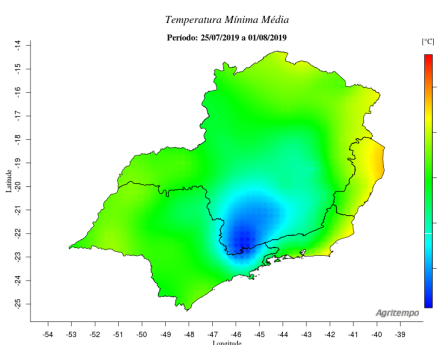 Temperatura Mínima Média
Período: 25/07/2019 a 01/08/2019
[°C]
-14
-15
-16
-17
-18
-19
-20
-21
-22
-23
-24
-25
Latitude
Agritempo
-54 -53 -52 -51 -50 -49 -48 -47 -46 -45 -44 -43 -42 -41 -40 -39
Longitude